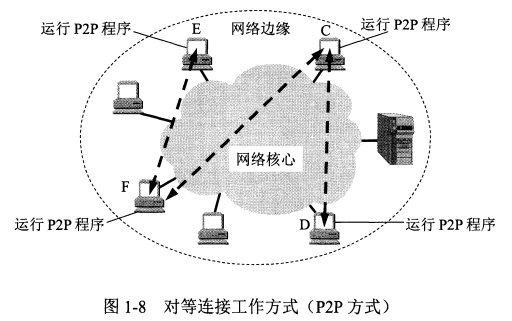 运行 P2P 程序
E
网络边缘
C
运行 P2P 程序
网络核心
F
运行 P2P 程序
D
运行 P2P 程序
图 1-8 对等连接工作方式（P2P 方式）